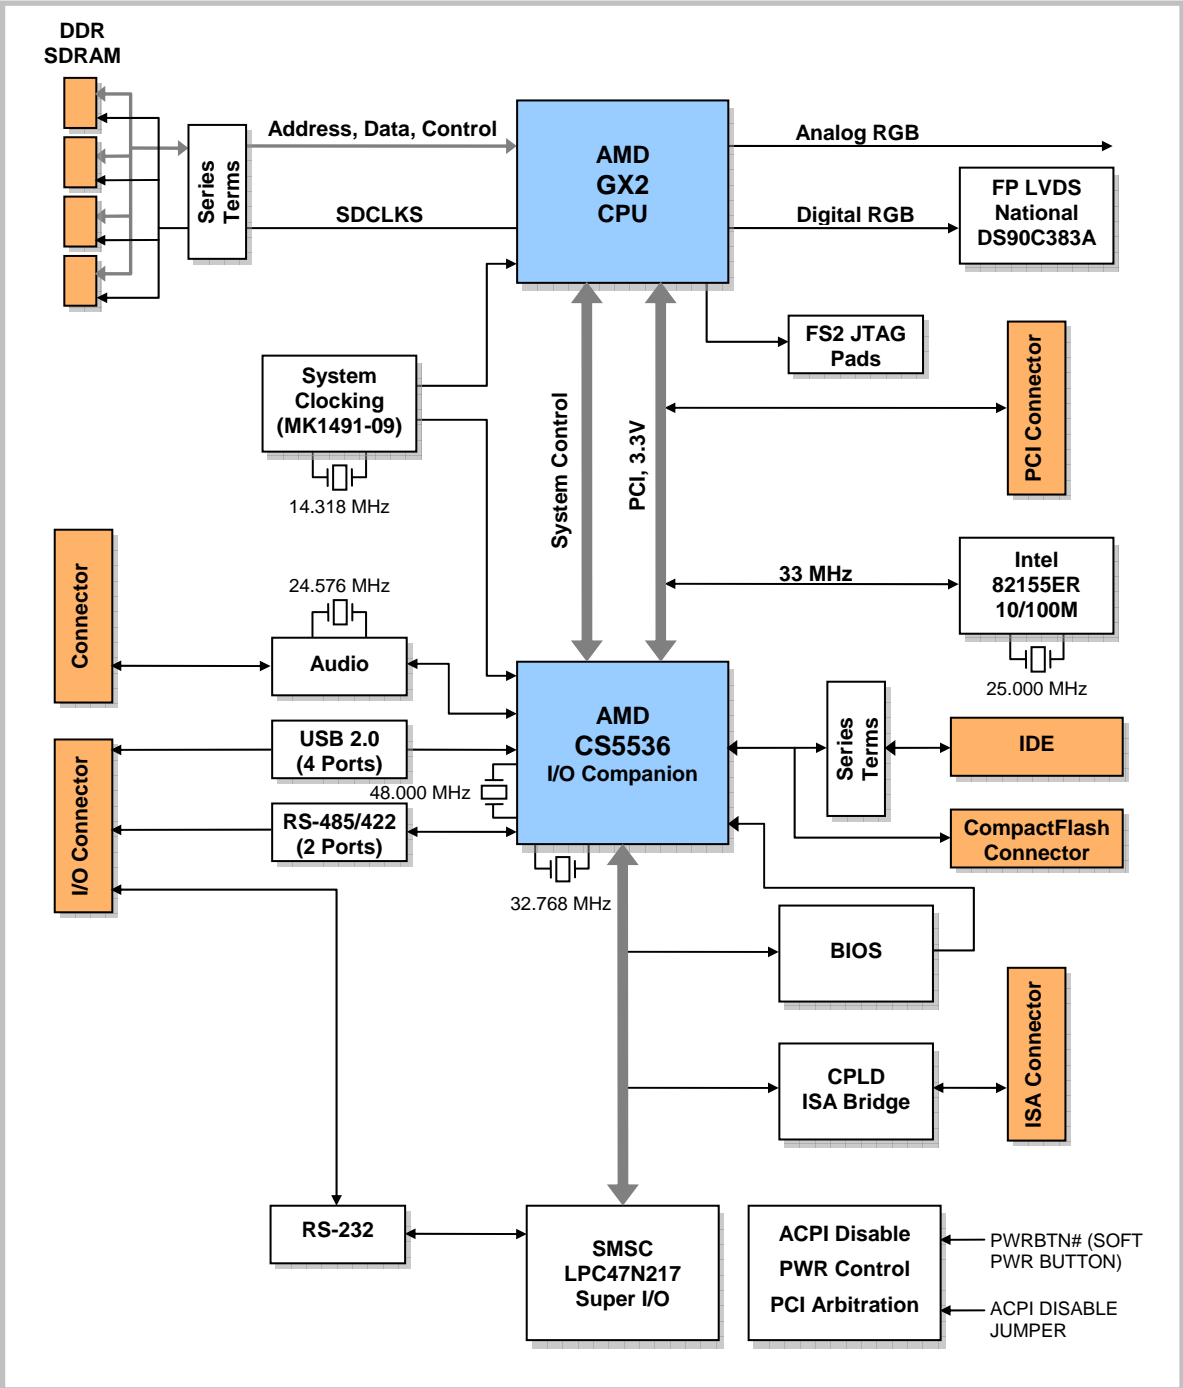 DDR
SDRAM
Address, Data, Control
Series
Terms
SDCLKS
AMD
GX2
CPU
Analog RGB
Digital RGB
FP LVDS
National
DS90C383A
FS2 JTAG
Pads
System
Clocking
(MK1491-09)
14.318 MHz
System Control
PCI, 3.3V
PCI Connector
33 MHz
Intel
82155ER
10/100M
25.000 MHz
Connector
24.576 MHz
Audio
AMD
CS5536
I/O Companion
Series
Terms
IDE
CompactFlash
Connector
I/O Connector
USB 2.0
(4 Ports)
48.000 MHz
RS-485/422
(2 Ports)
32.768 MHz
BIOS
CPLD
ISA Bridge
ISA Connector
RS-232
SMSC
LPC47N217
Super I/O
ACPI Disable
PWR Control
PCI Arbitration
PWRBTN# (SOFT
PWR BUTTON)
ACPI DISABLE
JUMPER